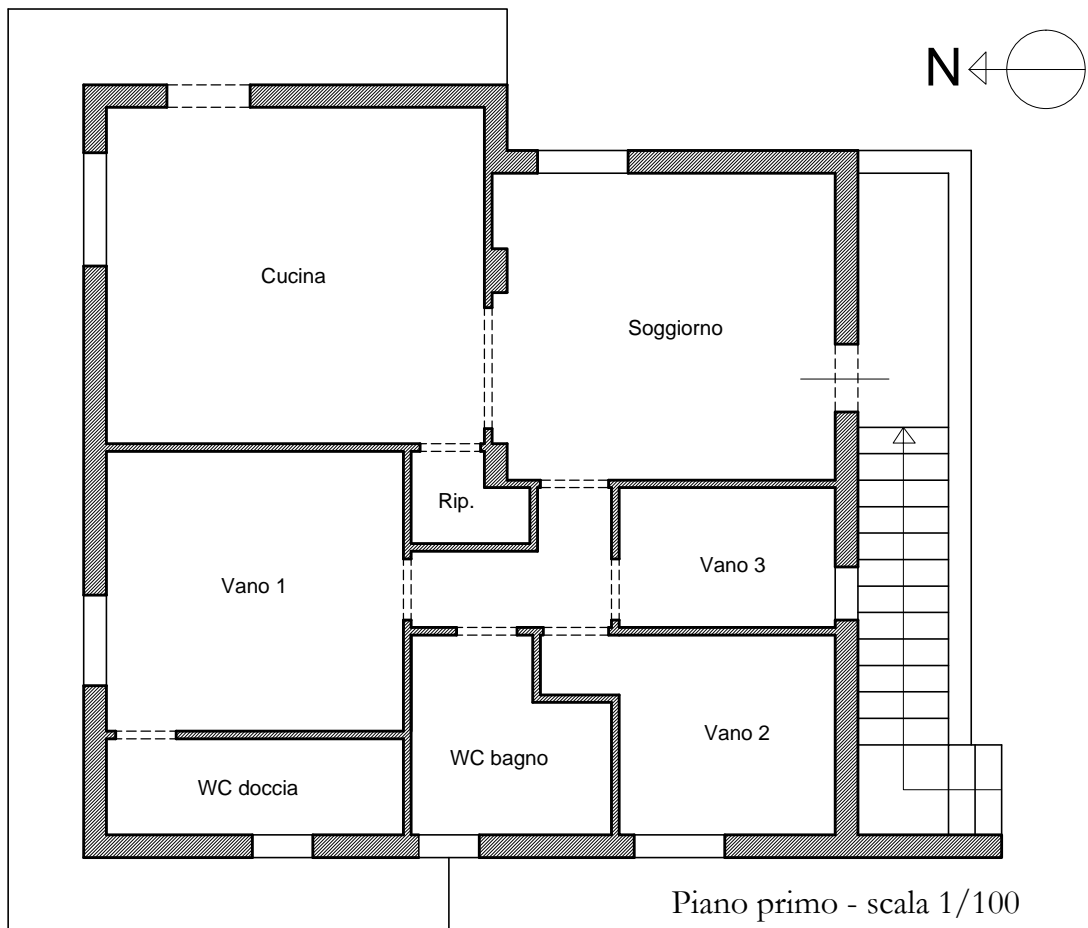 N
Cucina
Soggiorno
Rip.
Vano 3
Vano 1
Vano 2
WC bagno
WC doccia
Piano primo - scala 1/100